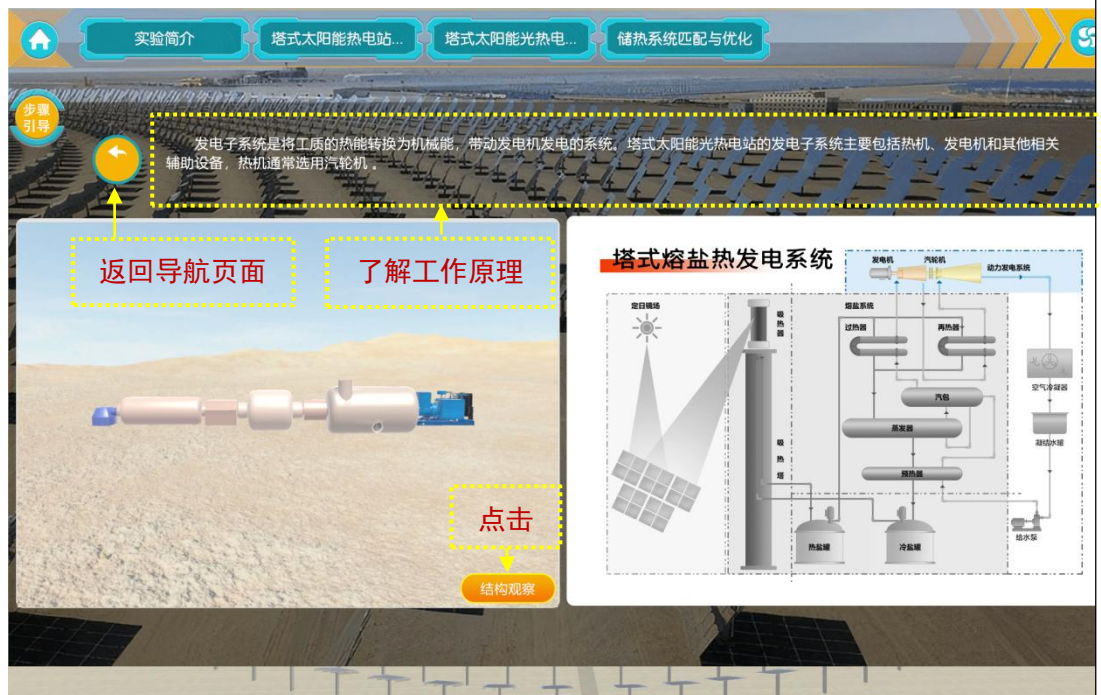 实验简介
塔式太阳能热电站...
塔式太阳能光热电...
储热系统匹配与优化
步骤
引导
发电子系统是将工质的热能转换为机械能，带动发电机发电的系统。塔式太阳能光热电站的发电子系统主要包括热机、发电机和其他相关
辅助设备，热机通常选用汽轮机 。
返回导航页面
了解工作原理
点击
结构观察
塔式熔盐热发电系统
发电机
汽轮机
动力发电系统
定日镜场
吸热器
熔盐系统
过热器
再热器
空气冷凝器
汽包
蒸发器
凝结水罐
吸热塔
预热器
热盐罐
冷盐罐
给水泵